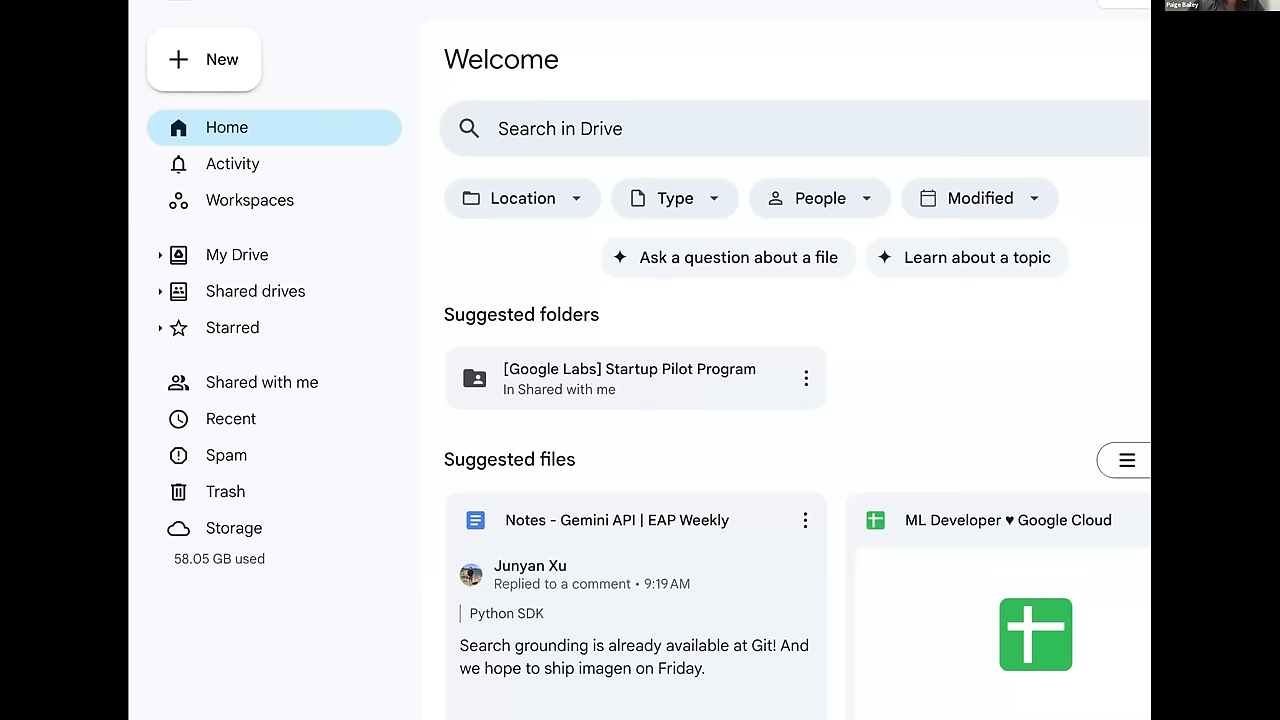 Paige Bailey
New
Welcome
Home
Search in Drive
Activity
Workspaces
Location
Type
People
Modified
My Drive
Ask a question about a file
Learn about a topic
Shared drives
Suggested folders
Starred
[Google Labs] Startup Pilot Program
In Shared with me
Shared with me
Recent
Spam
Suggested files
Trash
Storage
58.05 GB used
Notes - Gemini API | EAP Weekly
ML Developer ♥ Google Cloud
Junyan Xu
Replied to a comment • 9:19 AM
Python SDK
Search grounding is already available at Git! And
we hope to ship imagen on Friday.